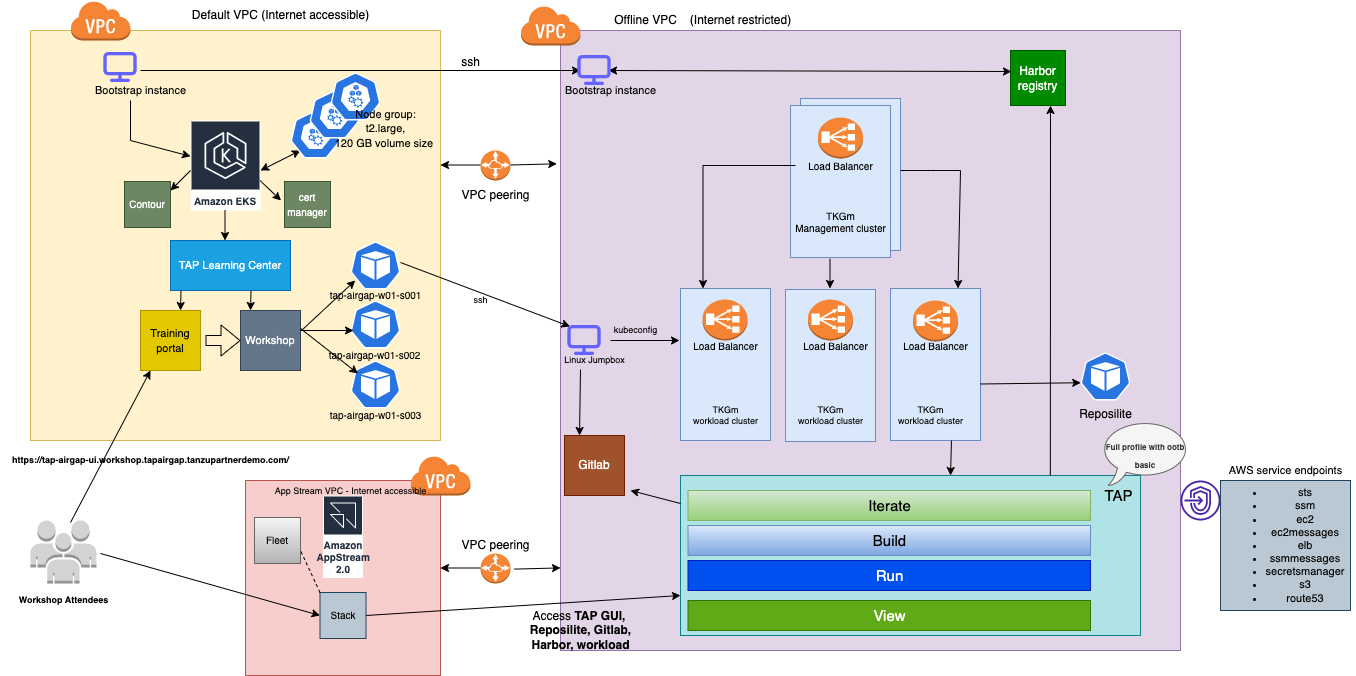 Default VPC (Internet accessible)
Offline VPC (Internet restricted)
VPC
VPC
Bootstrap instance
ssh
Bootstrap instance
Harbor
registry
Node group:
t2.large,
120 GB volume size
Amazon EKS
Contour
cert
manager
VPC peering
Load Balancer
TKGm
Management cluster
TAP Learning Center
tap-airgap-w01-s001
ssh
Training
portal
Workshop
tap-airgap-w01-s002
tap-airgap-w01-s003
kubeconfig
Linux Jumpbox
Load Balancer
Load Balancer
Load Balancer
TKGm
workload cluster
TKGm
workload cluster
TKGm
workload cluster
Reposilite
Full profile with ootb
basic
https://tap-airgap-ui.workshop.tapairgap.tanzupartnerdemo.com/
Gitlab
VPC
App Stream VPC - Internet accessible
Fleet
Amazon
AppStream
2.0
Stack
Workshop Attendees
VPC peering
Access TAP GUI,
Reposilite, Gitlab,
Harbor, workload
TAP
Iterate
Build
Run
View
AWS service endpoints
• sts
• ssm
• ec2
• ec2messages
• elb
• ssmmessages
• secretsmanager
• s3
• route53